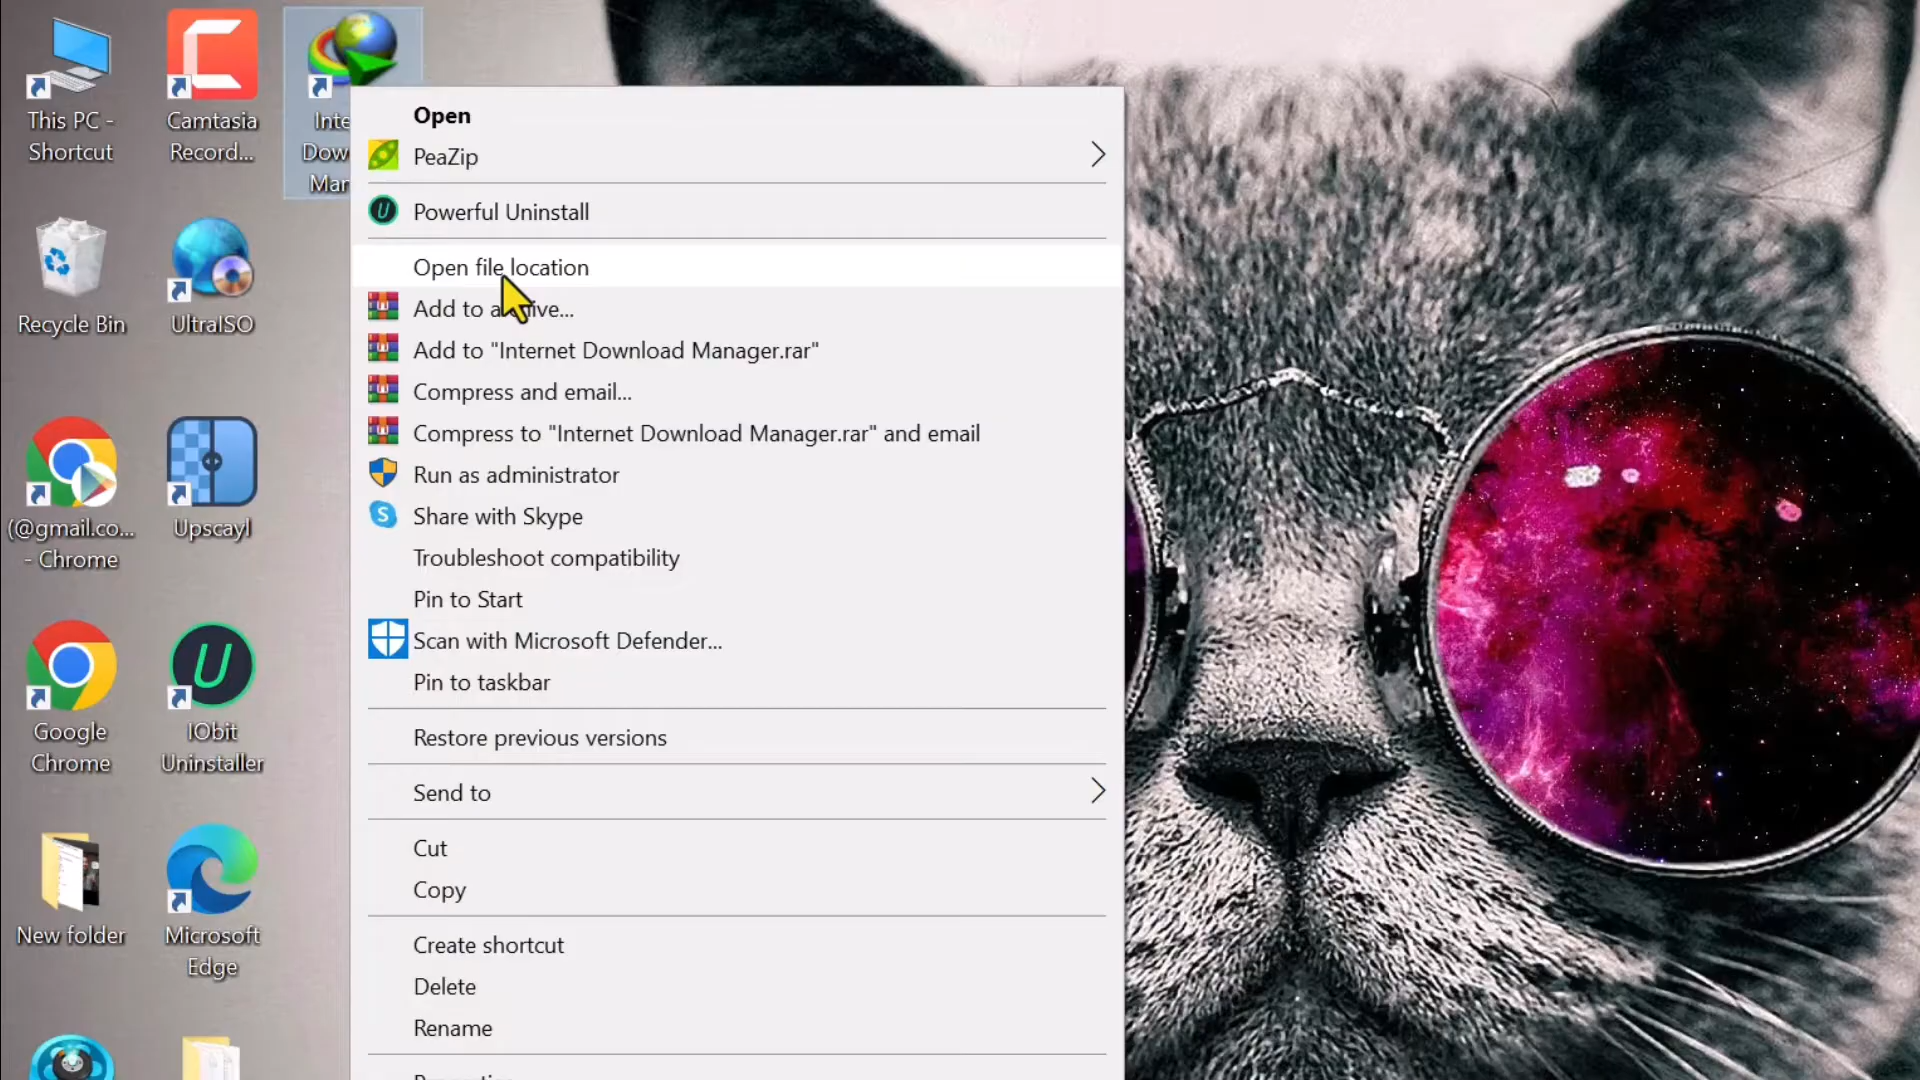 This PC -
Shortcut
Camtasia
Record...
Inte
Dow
Mar
Recycle Bin
UltraISO
(@gmail.co...
- Chrome
Upscayl
Google
Chrome
IObit
Uninstaller
New folder
Microsoft
Edge
Open
PeaZip
Powerful Uninstall
Open file location
Add to a ive...
Add to "Internet Download Manager.rar"
Compress and email...
Compress to "Internet Download Manager.rar" and email
Run as administrator
Share with Skype
Troubleshoot compatibility
Pin to Start
Scan with Microsoft Defender...
Pin to taskbar
Restore previous versions
Send to
Cut
Copy
Create shortcut
Delete
Rename